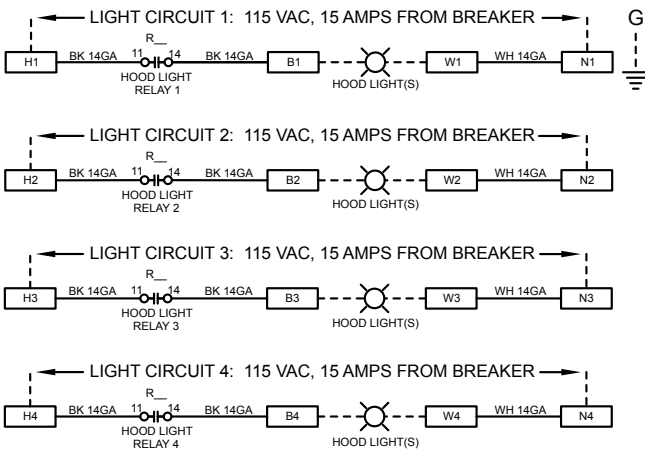 LIGHT CIRCUIT 1: 115 VAC, 15 AMPS FROM BREAKER G
R__
H1 BK 14GA 11 14 BK 14GA B1 W1 WH 14GA N1
HOOD LIGHT
RELAY 1
HOOD LIGHT(S)
LIGHT CIRCUIT 2: 115 VAC, 15 AMPS FROM BREAKER
R__
H2 BK 14GA 11 14 BK 14GA B2 W2 WH 14GA N2
HOOD LIGHT
RELAY 2
HOOD LIGHT(S)
LIGHT CIRCUIT 3: 115 VAC, 15 AMPS FROM BREAKER
R__
H3 BK 14GA 11 14 BK 14GA B3 W3 WH 14GA N3
HOOD LIGHT
RELAY 3
HOOD LIGHT(S)
LIGHT CIRCUIT 4: 115 VAC, 15 AMPS FROM BREAKER
R__
H4 BK 14GA 11 14 BK 14GA B4 W4 WH 14GA N4
HOOD LIGHT
RELAY 4
HOOD LIGHT(S)